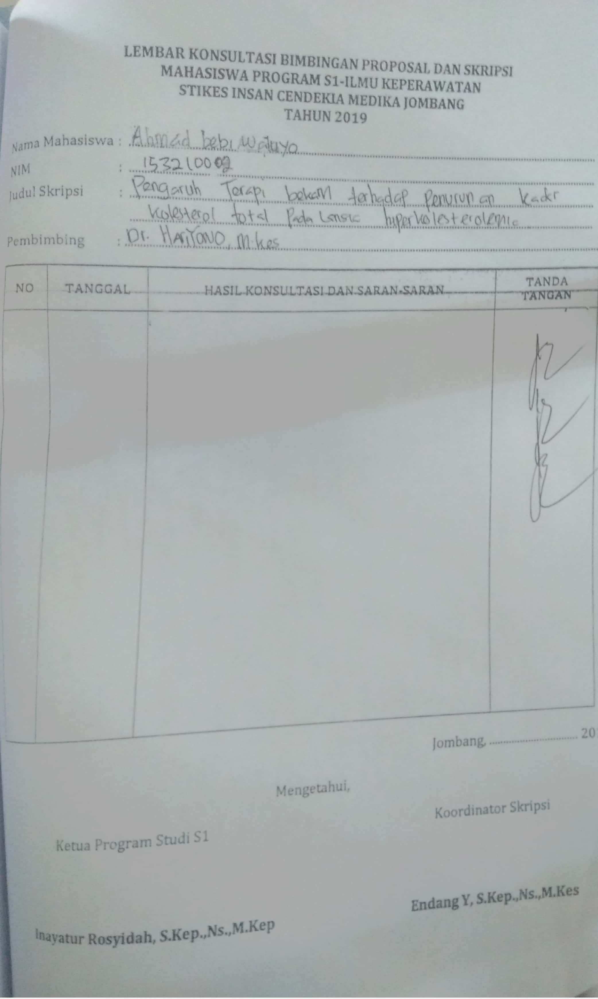 LEMBAR KONSULTASI BIMBINGAN PROPOSAL DAN SKRIPSI
MAHASISWA PROGRAM S1-ILMU KEPERAWATAN
STIKES INSAN CENDEKIA MEDIKA JOMBANG
TAHUN 2019
Nama Mahasiswa : Ahmad bebi Waluyo
NIM : 153210002
Judul Skripsi : Pengaruh Terapi bekam terhadap Penurunan kadr
kolesterol total Pada Lansia hiperkolesterolemia
Pembimbing : Dr. HARIYONO, M.kes
NO TANGGAL HASIL KONSULTASI DAN SARAN-SARAN TANDA TANGAN
Jombang, 20
Mengetahui,
Koordinator Skripsi
Ketua Program Studi S1
Endang Y, S.Kep.,Ns.,M.Kes
Inayatur Rosyidah, S.Kep.,Ns.,M.Kep